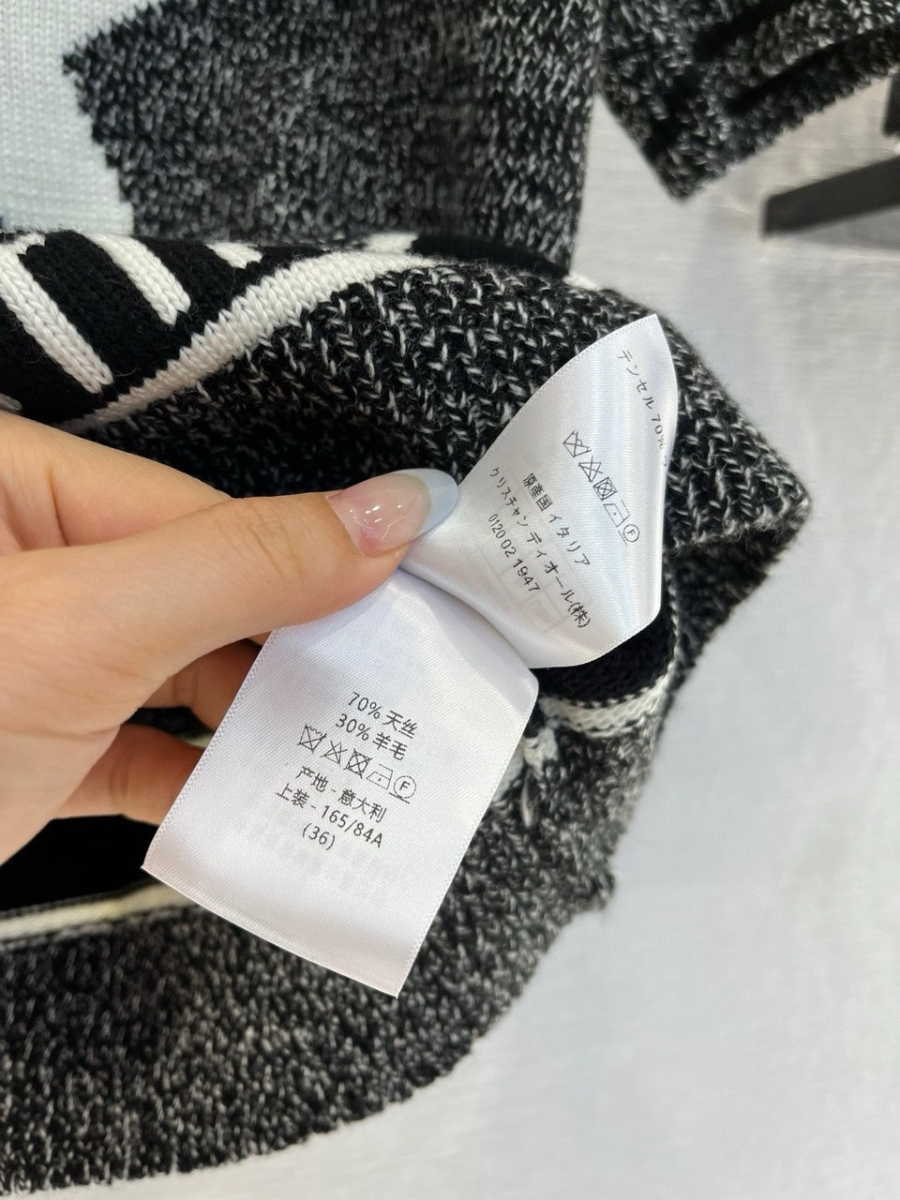 テンセル 70%
原産国 イタリア
クリスチャン ディオール(株)
0120 02 1947
70% 天丝
30% 羊毛
F
产地 - 意大利
上装 - 165/84A
(36)